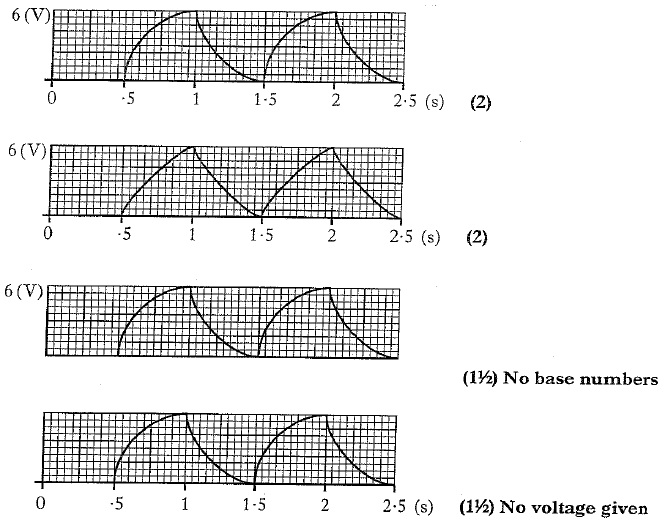 6 (V)
0 ·5 1 1·5 2 2·5 (s) (2)
6 (V)
0 ·5 1 1·5 2 2·5 (s) (2)
6 (V)
(1½) No base numbers
0 ·5 1 1·5 2 2·5 (s) (1½) No voltage given